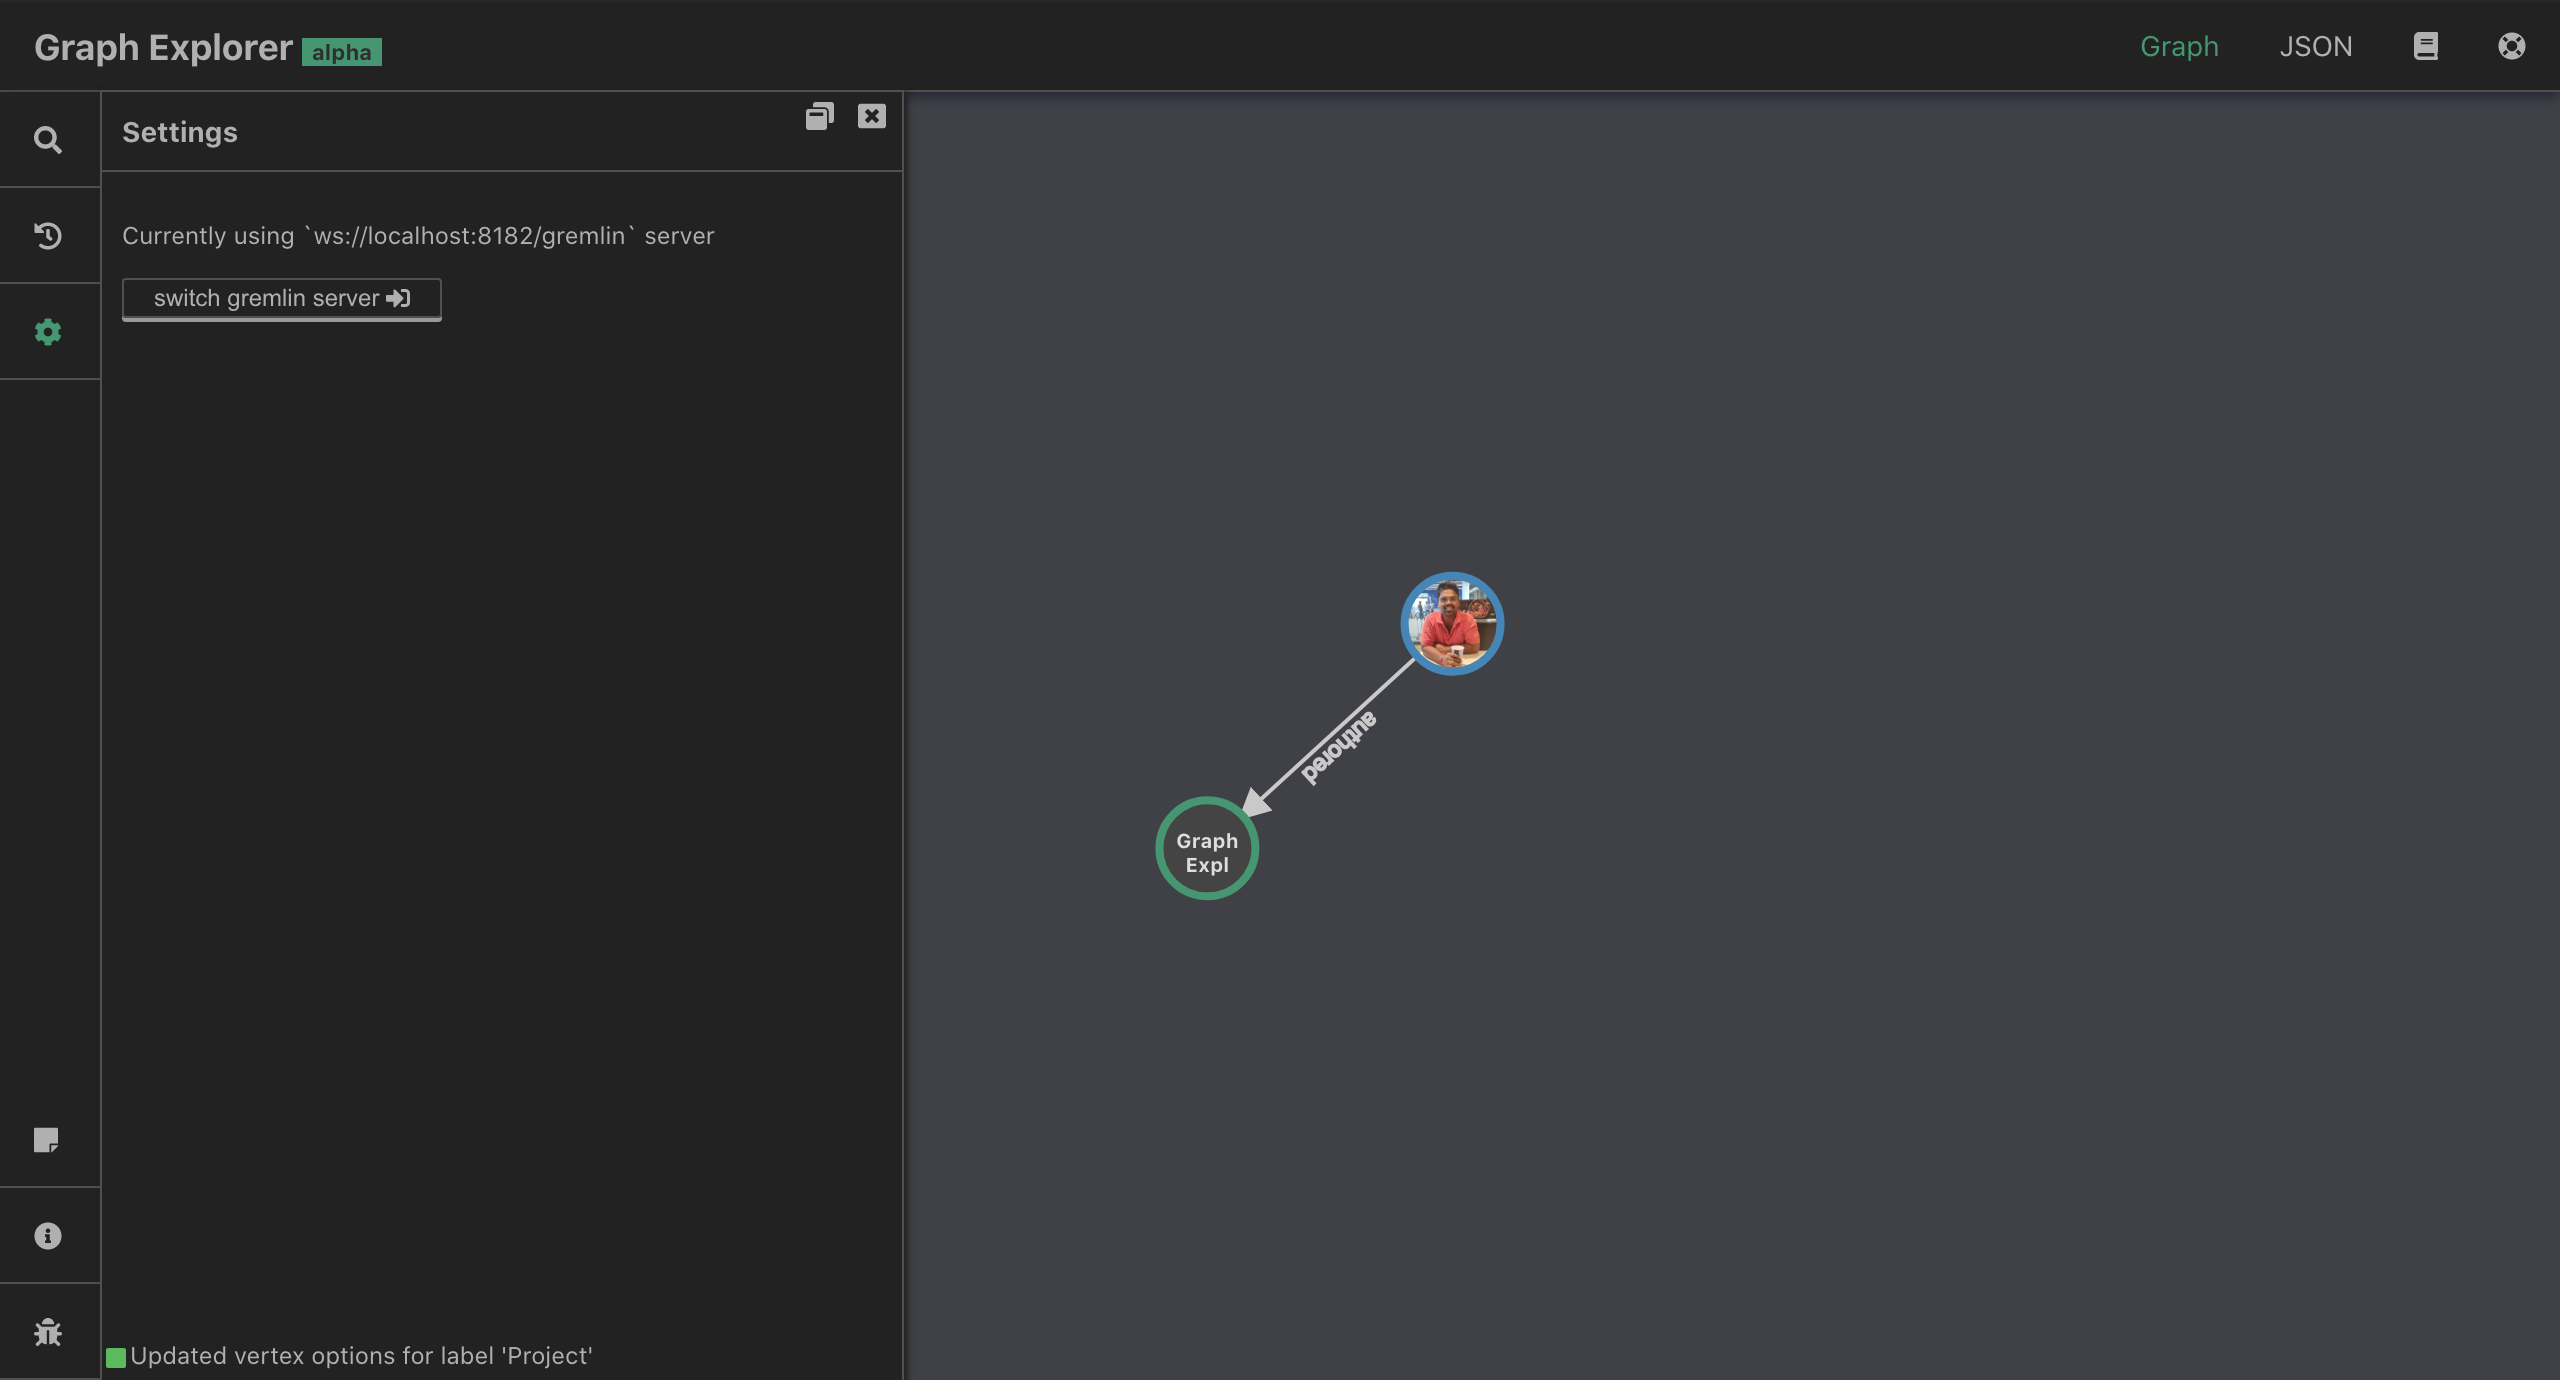 Graph Explorer alpha
Graph JSON
Settings
Currently using `ws://localhost:8182/gremlin` server
switch gremlin server
authored
Graph
Expl
Updated vertex options for label 'Project'